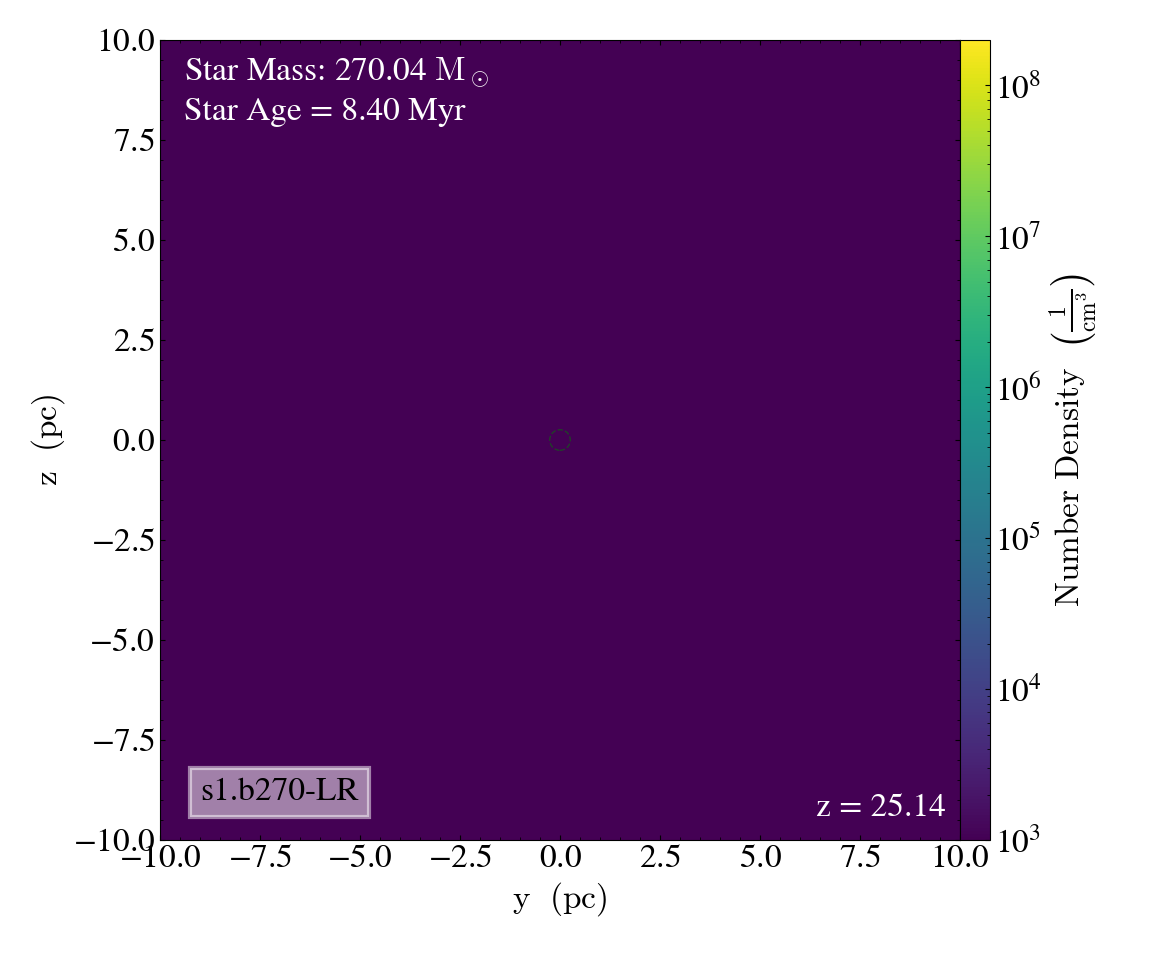 Star Mass: 270.04 M⊙
Star Age = 8.40 Myr
10.0
7.5
5.0
2.5
0.0
−2.5
−5.0
−7.5
−10.0
z (pc)
s1.b270-LR
z = 25.14
−10.0 −7.5 −5.0 −2.5 0.0 2.5 5.0 7.5 10.0
y (pc)
10⁸
10⁷
10⁶
10⁵
10⁴
10³
Number Density (1/cm³)